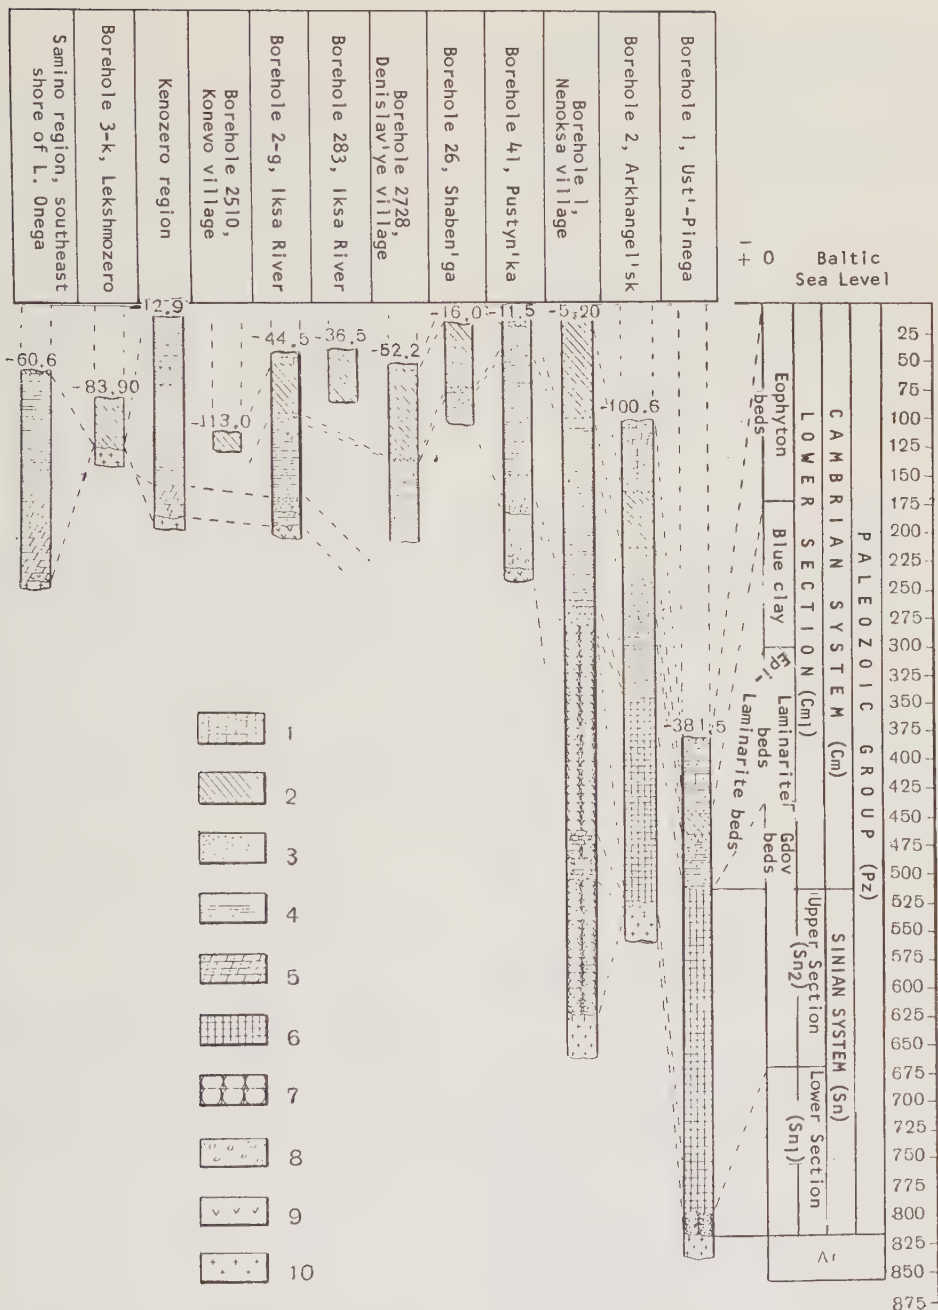 Samino region, southeast
shore of L. Onega
Borehole 3-k, Lekshmozero
Kenozero region
Borehole 2510,
Konevo village
Borehole 2-g, Iksa River
Borehole 283, Iksa River
Borehole 2728,
Denislav'ye village
Borehole 26, Shaben'ga
Borehole 41, Pustyn'ka
Borehole 1,
Nenoksa village
Borehole 2, Arkhangel'sk
Borehole 1, Ust'-Pinega
Baltic
Sea Level
0
+
-60.6
-83.90
12.9
-113.0
-44.5
-36.5
-52.2
-16.0
-11.5
-5.20
-100.6
-381.5
Eophyton
beds
Blue clay
Laminarite
beds
Laminarite beds
Gdov
beds
LOWER SECTION (Cm1)
CAMBRIAN SYSTEM (Cm)
PALEOZOIC GROUP (Pz)
Upper Section
(Sn2)
Lower Section
(Sn1)
SINIAN SYSTEM (Sn)
Ar
25
50
75
100
125
150
175
200
225
250
275
300
325
350
375
400
425
450
475
500
525
550
575
600
625
650
675
700
725
750
775
800
825
850
875
1
2
3
4
5
6
7
8
9
10